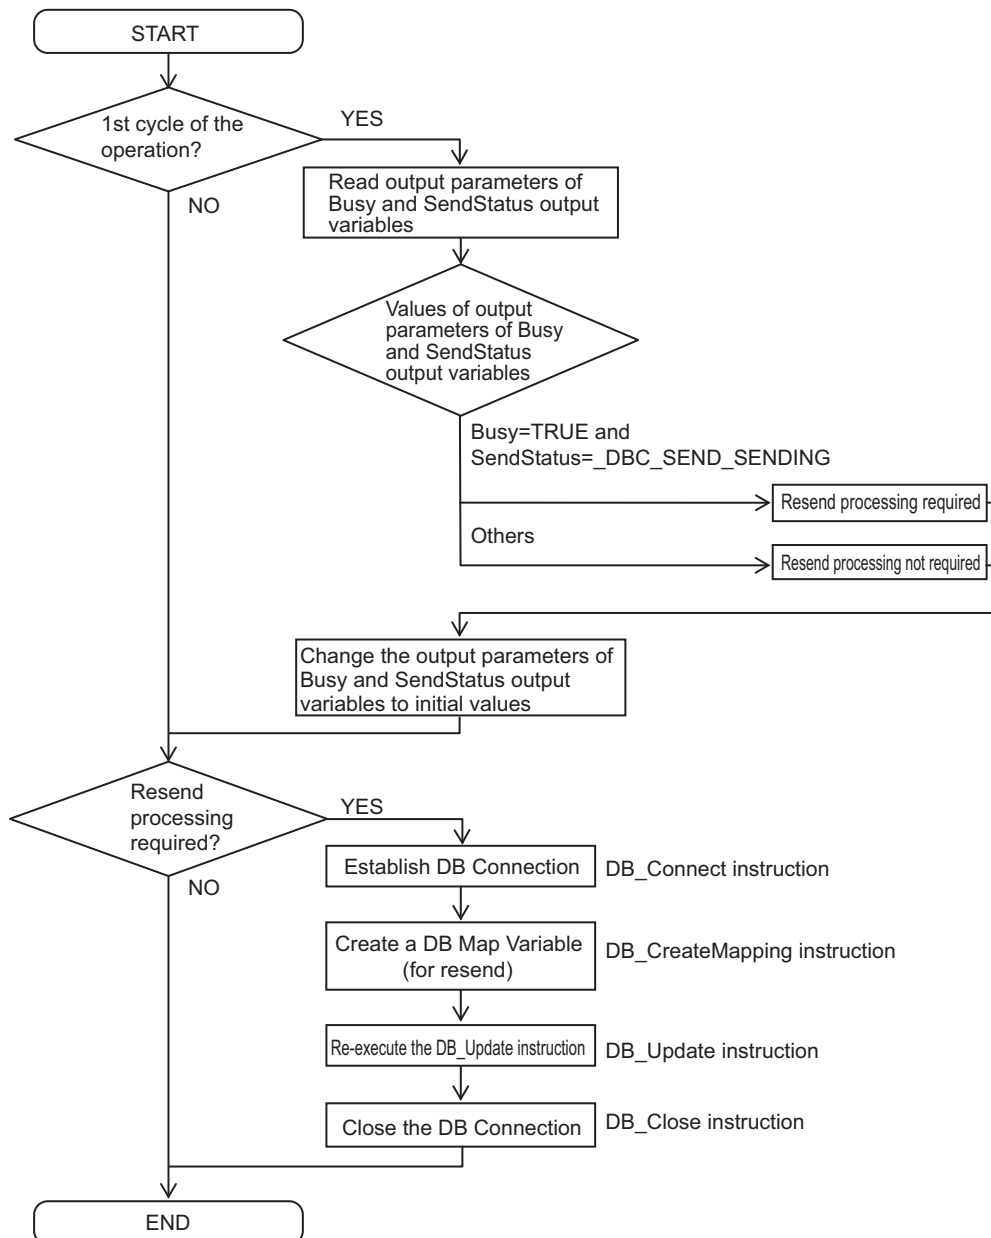 START
1st cycle of the
operation?
YES
NO
Read output parameters of
Busy and SendStatus output
variables
Values of output
parameters of Busy
and SendStatus
output variables
Busy=TRUE and
SendStatus=_DBC_SEND_SENDING
Resend processing required
Others
Resend processing not required
Change the output parameters of
Busy and SendStatus output
variables to initial values
Resend
processing
required?
YES
NO
Establish DB Connection
DB_Connect instruction
Create a DB Map Variable
(for resend)
DB_CreateMapping instruction
Re-execute the DB_Update instruction
DB_Update instruction
Close the DB Connection
DB_Close instruction
END